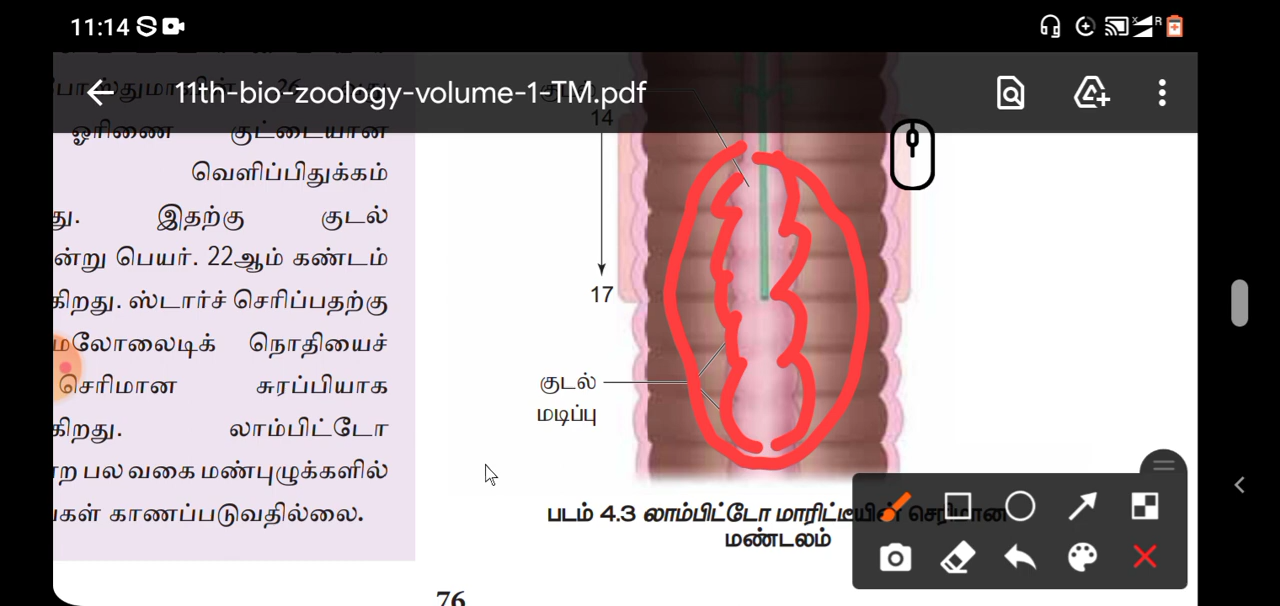 11:14
11th-bio-zoology-volume-1-TM.pdf
ஓரிணை குட்டையான
வெளிப்பிதுக்கம்
து. இதற்கு குடல்
ன்று பெயர். 22ஆம் கண்டம்
கிறது. ஸ்டார்ச் செரிப்பதற்கு
மலோலைடிக் நொதியைச்
செரிமான சுரப்பியாக
கிறது. லாம்பிட்டோ
ற பல வகை மண்புழுக்களில்
கள் காணப்படுவதில்லை.
14
17
குடல்
மடிப்பு
படம் 4.3 லாம்பிட்டோ மாரிட்டீயின் செரிமான
மண்டலம்
76